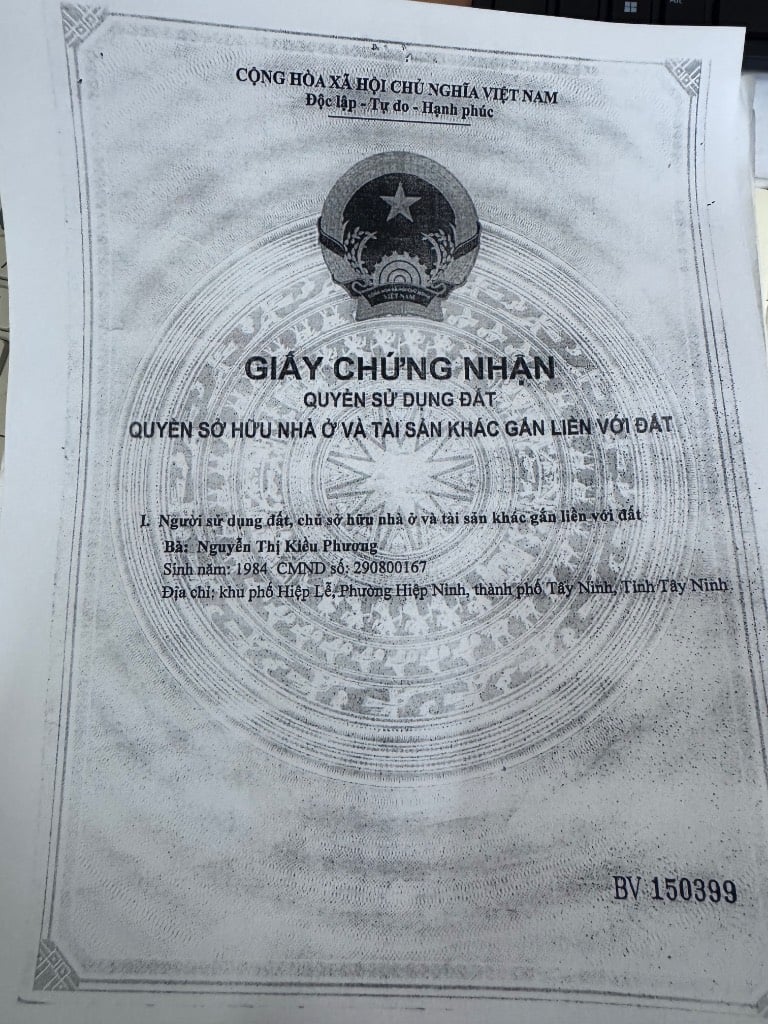 CỘNG HÒA XÃ HỘI CHỦ NGHĨA VIỆT NAM
Độc lập - Tự do - Hạnh phúc
VIỆT NAM
GIẤY CHỨNG NHẬN
QUYỀN SỬ DỤNG ĐẤT
QUYỀN SỞ HỮU NHÀ Ở VÀ TÀI SẢN KHÁC GẮN LIỀN VỚI ĐẤT
I. Người sử dụng đất, chủ sở hữu nhà ở và tài sản khác gắn liền với đất
Bà: Nguyễn Thị Kiều Phương
Sinh năm: 1984 CMND số: 290800167
Địa chỉ: khu phố Hiệp Lễ, Phường Hiệp Ninh, thành phố Tây Ninh, Tỉnh Tây Ninh
BV 150399